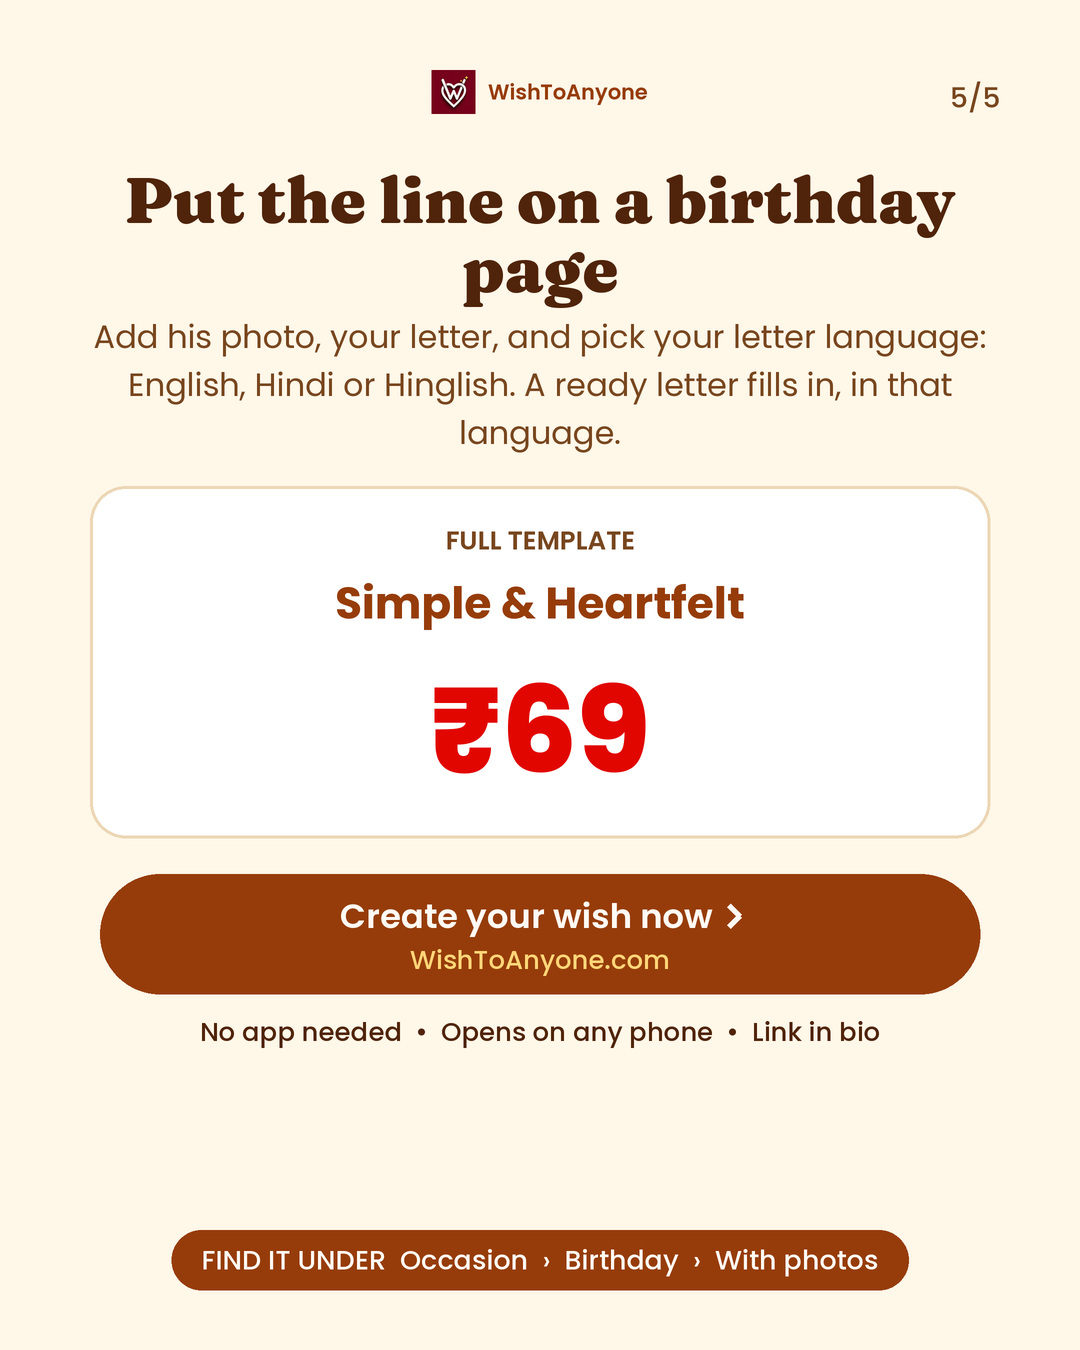 WishToAnyone
5/5
Put the line on a birthday
page
Add his photo, your letter, and pick your letter language:
English, Hindi or Hinglish. A ready letter fills in, in that
language.
FULL TEMPLATE
Simple & Heartfelt
₹69
Create your wish now ›
WishToAnyone.com
No app needed • Opens on any phone • Link in bio
FIND IT UNDER Occasion › Birthday › With photos